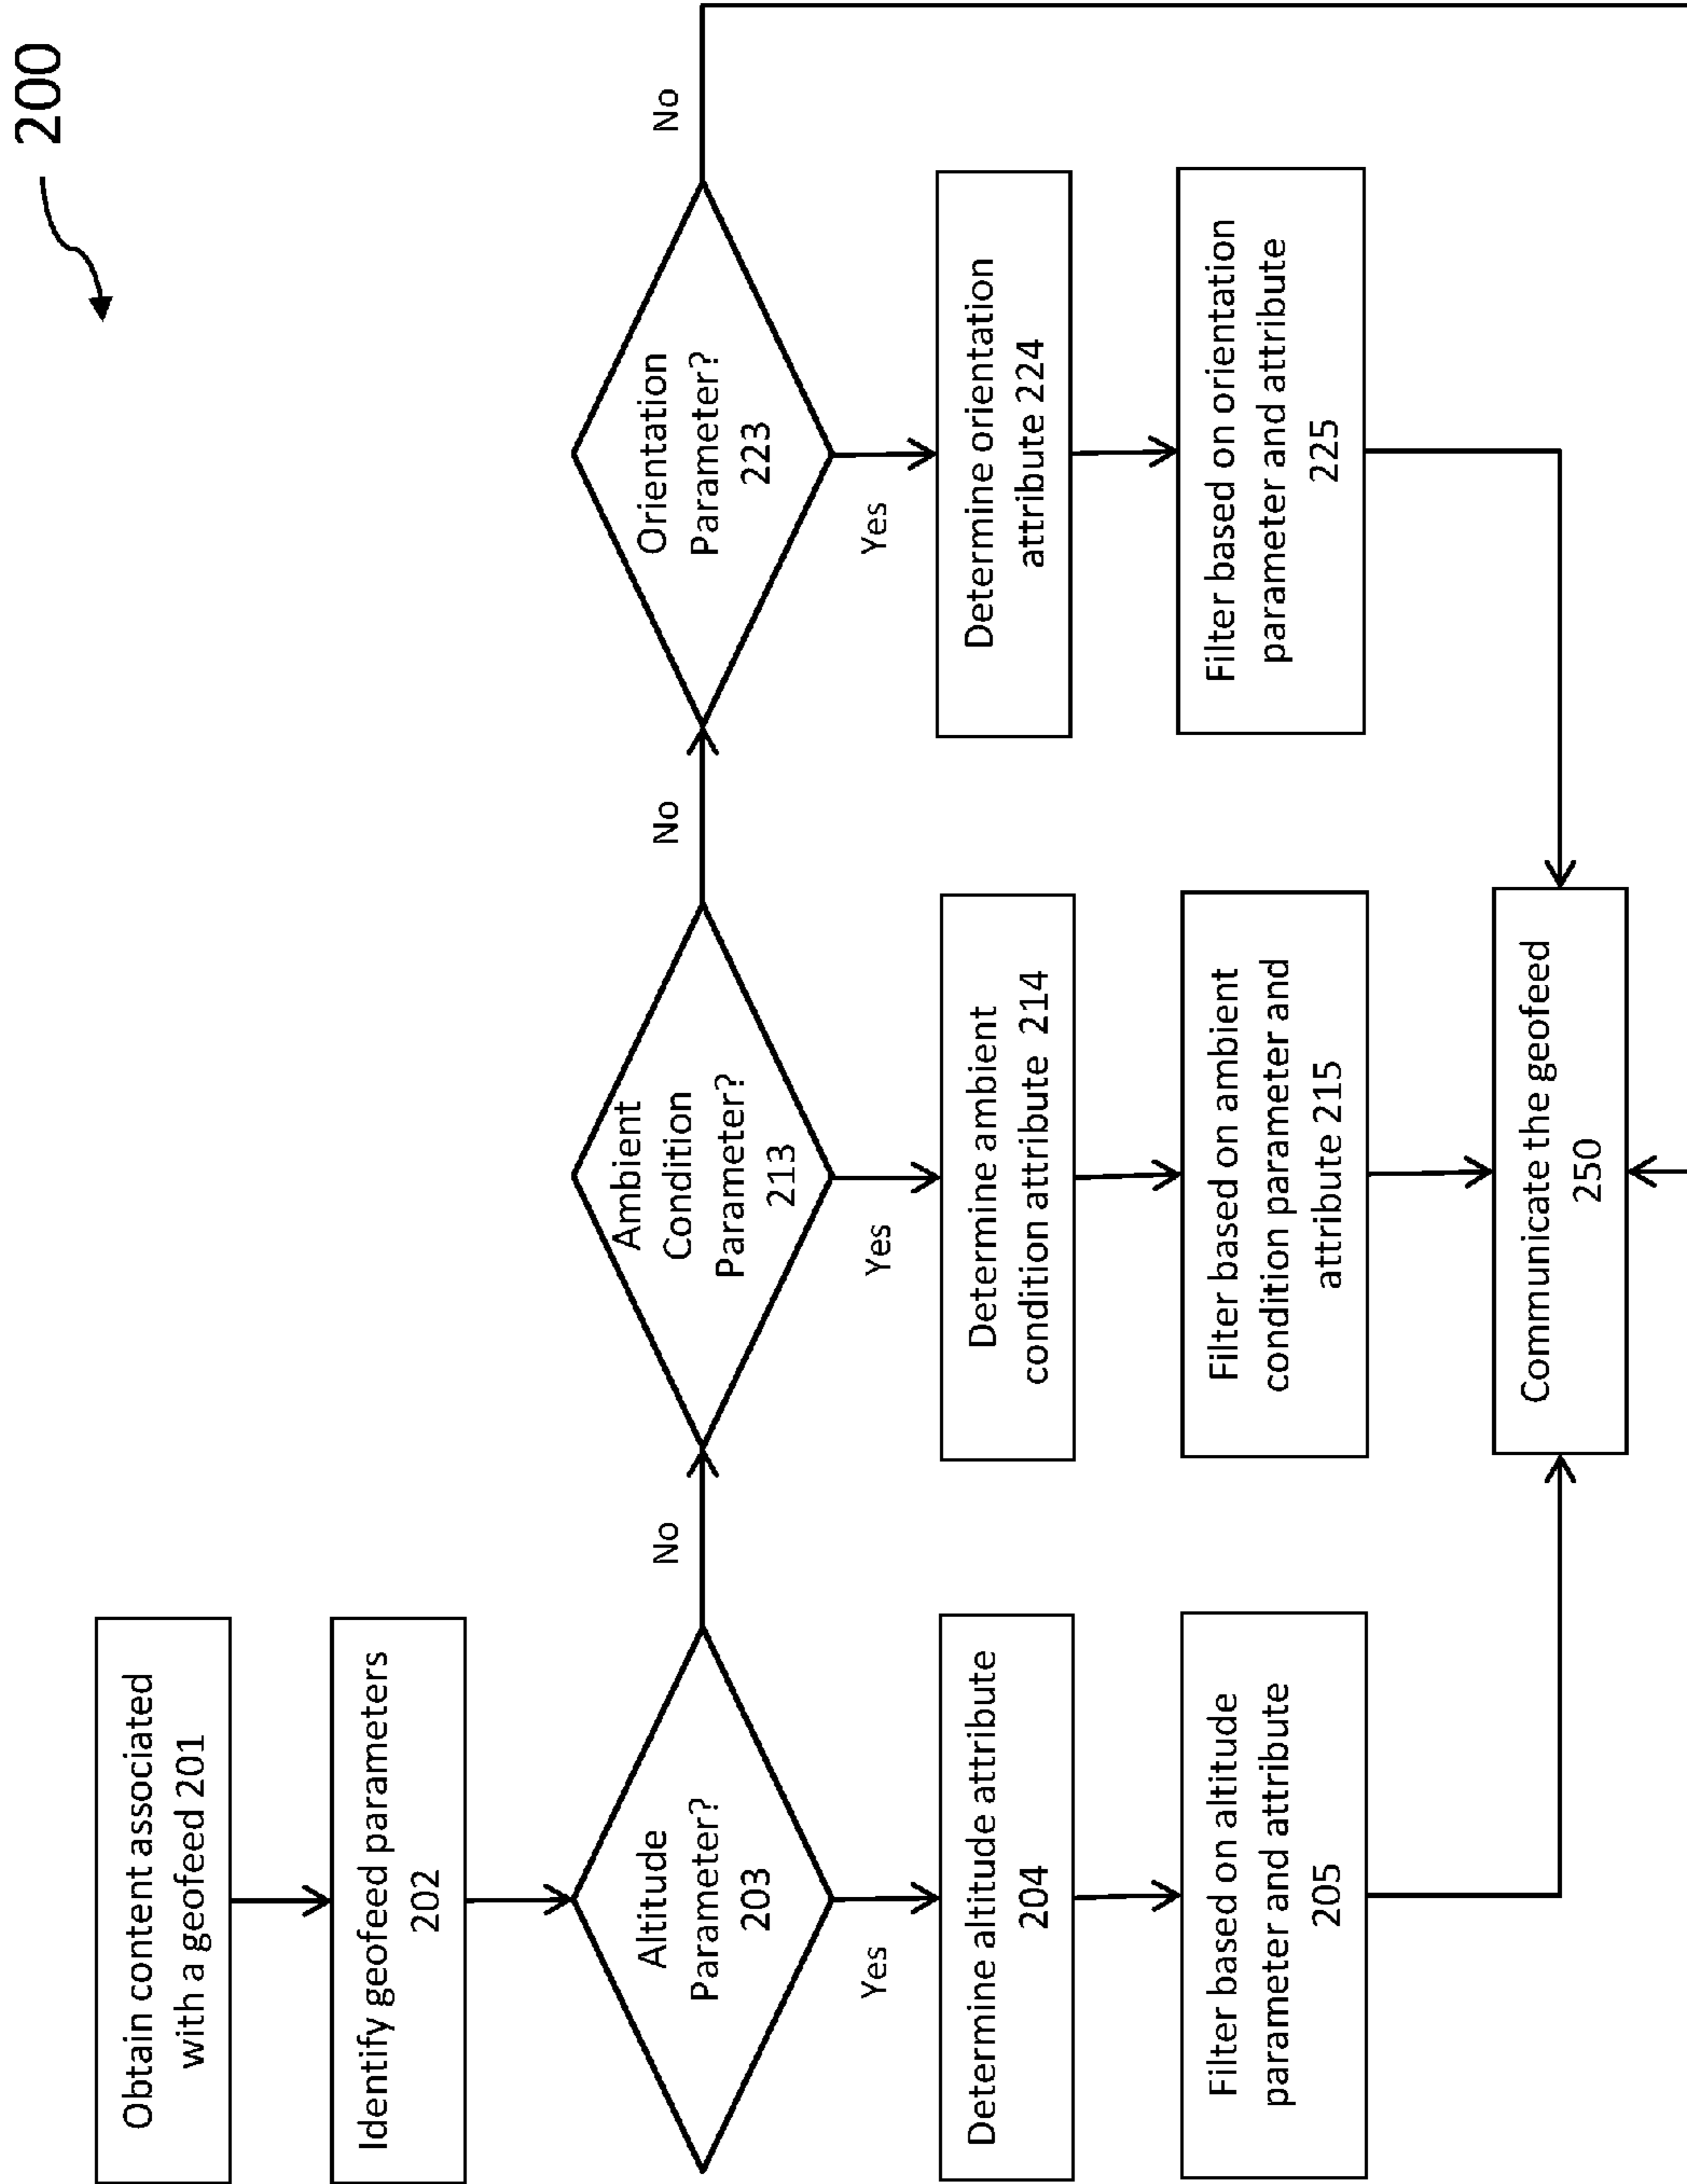 200
Obtain content associated
with a geofeed 201
Identify geofeed parameters
202
Altitude
Parameter?
203
No
Yes
Ambient
Condition
Parameter?
213
No
Yes
Orientation
Parameter?
223
No
Yes
Determine altitude attribute
204
Determine ambient
condition attribute 214
Determine orientation
attribute 224
Filter based on altitude
parameter and attribute
205
Filter based on ambient
condition parameter and
attribute 215
Filter based on orientation
parameter and attribute
225
Communicate the geofeed
250